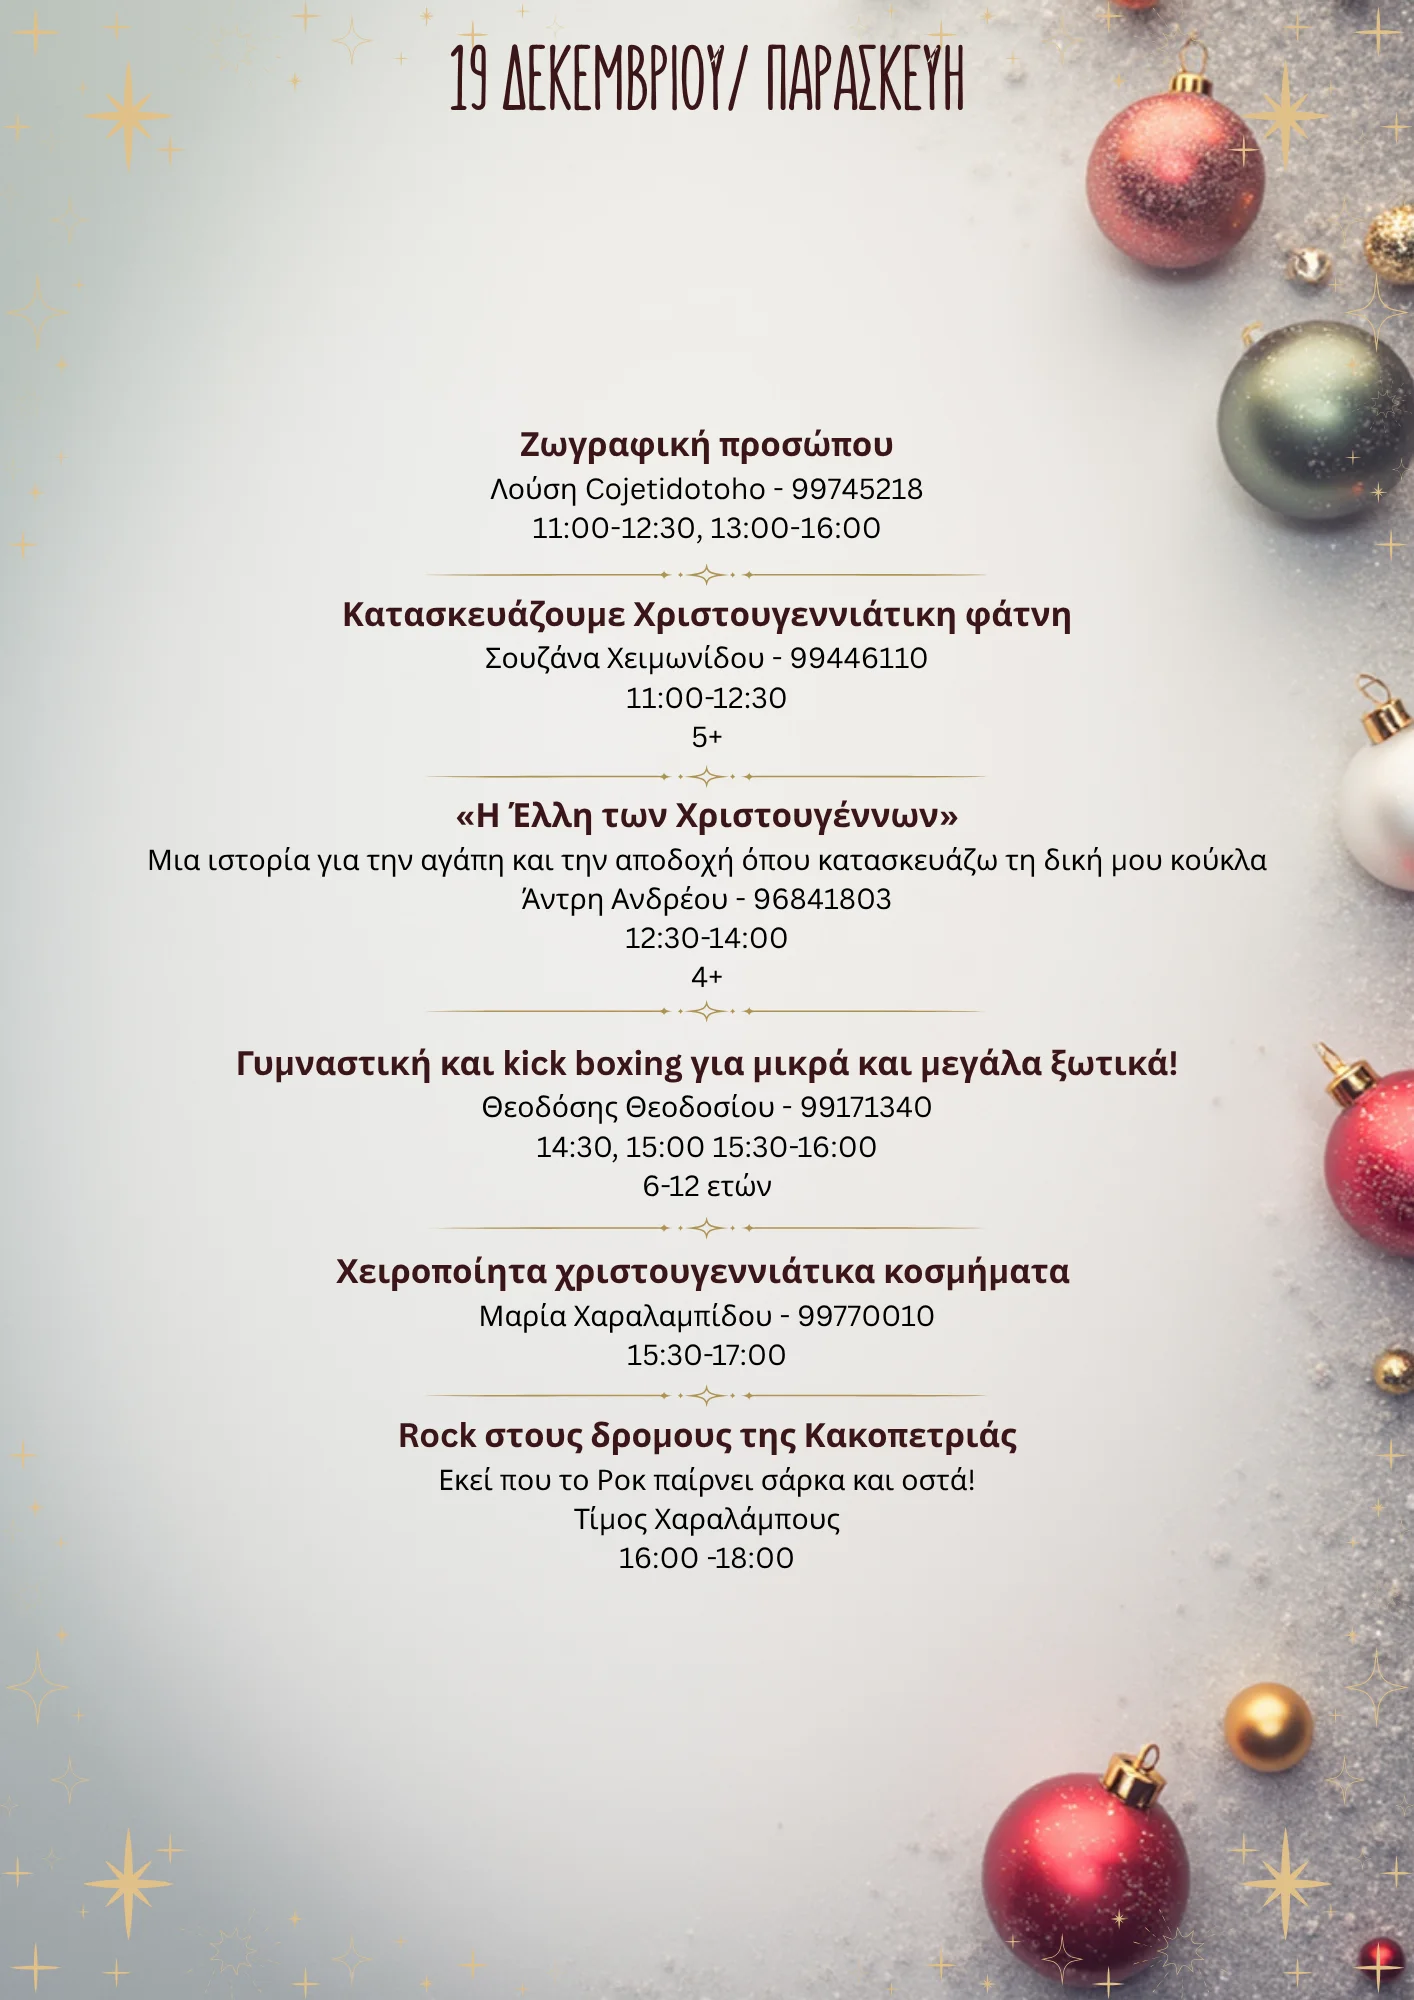 19 ΔΕΚΕΜΒΡΙΟΥ/ ΠΑΡΑΣΚΕΥΗ
Ζωγραφική προσώπου
Λούση Cojetidotoho - 99745218
11:00-12:30, 13:00-16:00
Κατασκευάζουμε Χριστουγεννιάτικη φάτνη
Σουζάνα Χειμωνίδου - 99446110
11:00-12:30
5+
«Η Έλλη των Χριστουγέννων»
Μια ιστορία για την αγάπη και την αποδοχή όπου κατασκευάζω τη δική μου κούκλα
Άντρη Ανδρέου - 96841803
12:30-14:00
4+
Γυμναστική και kick boxing για μικρά και μεγάλα ξωτικά!
Θεοδόσης Θεοδοσίου - 99171340
14:30, 15:00 15:30-16:00
6-12 ετών
Χειροποίητα χριστουγεννιάτικα κοσμήματα
Μαρία Χαραλαμπίδου - 99770010
15:30-17:00
Rock στους δρομους της Κακοπετριάς
Εκεί που το Ροκ παίρνει σάρκα και οστά!
Τίμος Χαραλάμπους
16:00 -18:00